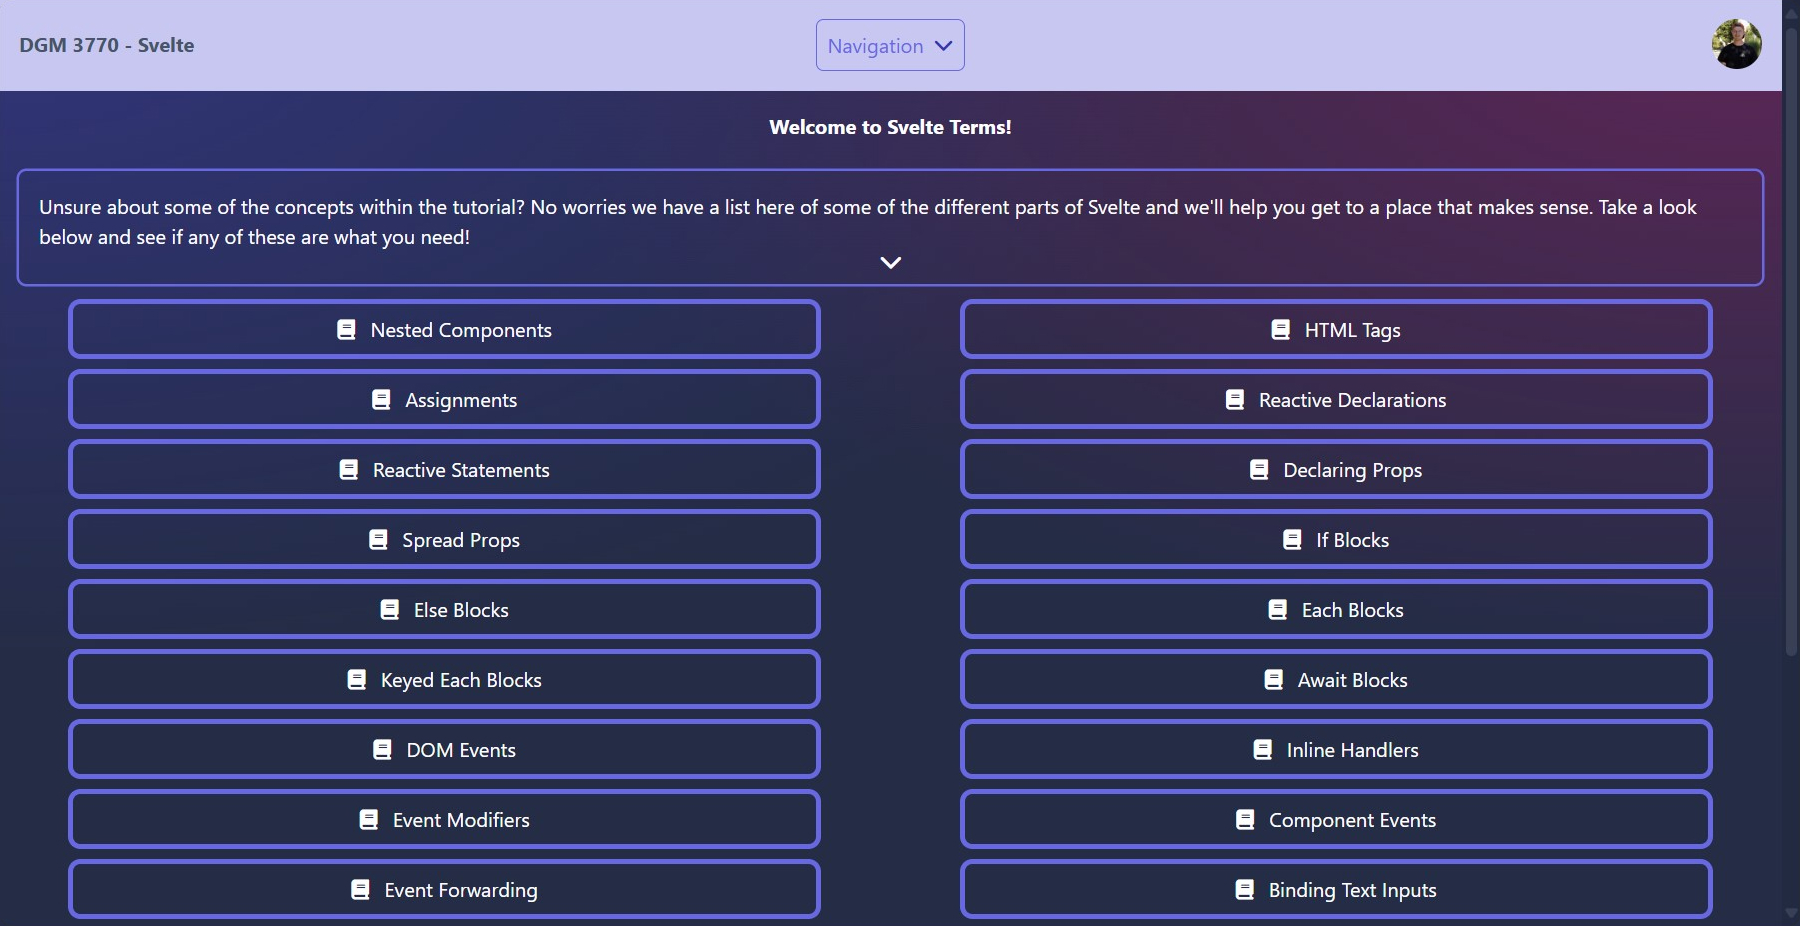 DGM 3770 - Svelte
Navigation
Welcome to Svelte Terms!
Unsure about some of the concepts within the tutorial? No worries we have a list here of some of the different parts of Svelte and we'll help you get to a place that makes sense. Take a look
below and see if any of these are what you need!
Nested Components
HTML Tags
Assignments
Reactive Declarations
Reactive Statements
Declaring Props
Spread Props
If Blocks
Else Blocks
Each Blocks
Keyed Each Blocks
Await Blocks
DOM Events
Inline Handlers
Event Modifiers
Component Events
Event Forwarding
Binding Text Inputs